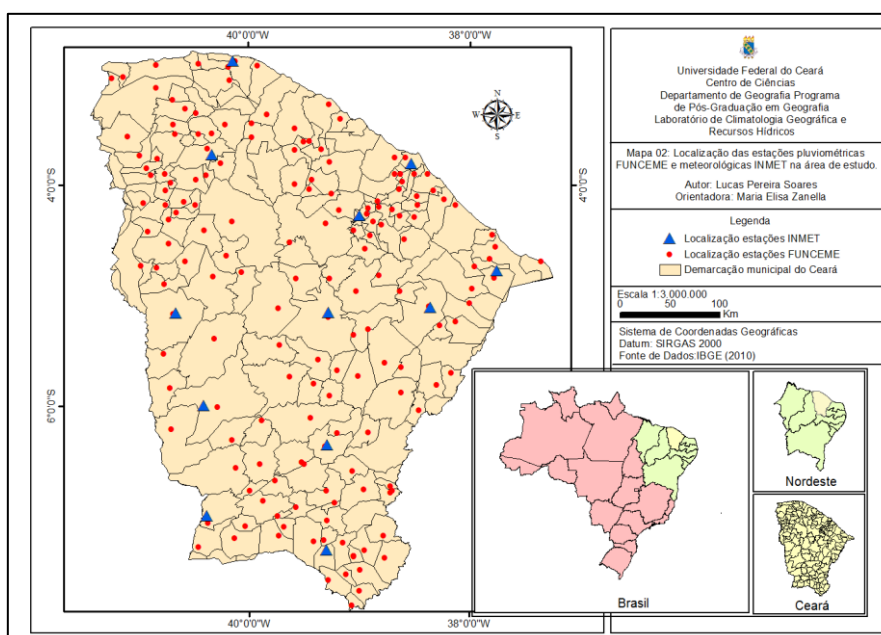 40°0'0"W
38°0'0"W
N
W
E
S
4°0'0"S
6°0'0"S
4°0'0"S
40°0'0"W
38°0'0"W
Universidade Federal do Ceará
Centro de Ciências
Departamento de Geografia Programa
de Pós-Graduação em Geografia
Laboratório de Climatologia Geográfica e
Recursos Hídricos
Mapa 02: Localização das estações pluviométricas
FUNCEME e meteorológicas INMET na área de estudo.
Autor: Lucas Pereira Soares
Orientadora: Maria Elisa Zanella
Legenda
Localização estações INMET
Localização estações FUNCEME
Demarcação municipal do Ceará
Escala 1:3.000.000
0 50 100
Km
Sistema de Coordenadas Geográficas
Datum: SIRGAS 2000
Fonte de Dados:IBGE (2010)
Brasil
Nordeste
Ceará